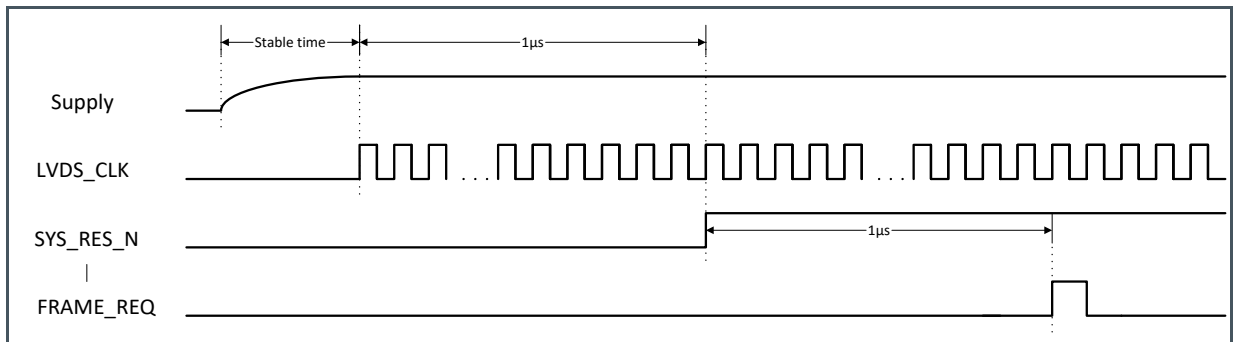 Stable time
1µs
Supply
LVDS_CLK
. . .
. . .
SYS_RES_N
1µs
FRAME_REQ